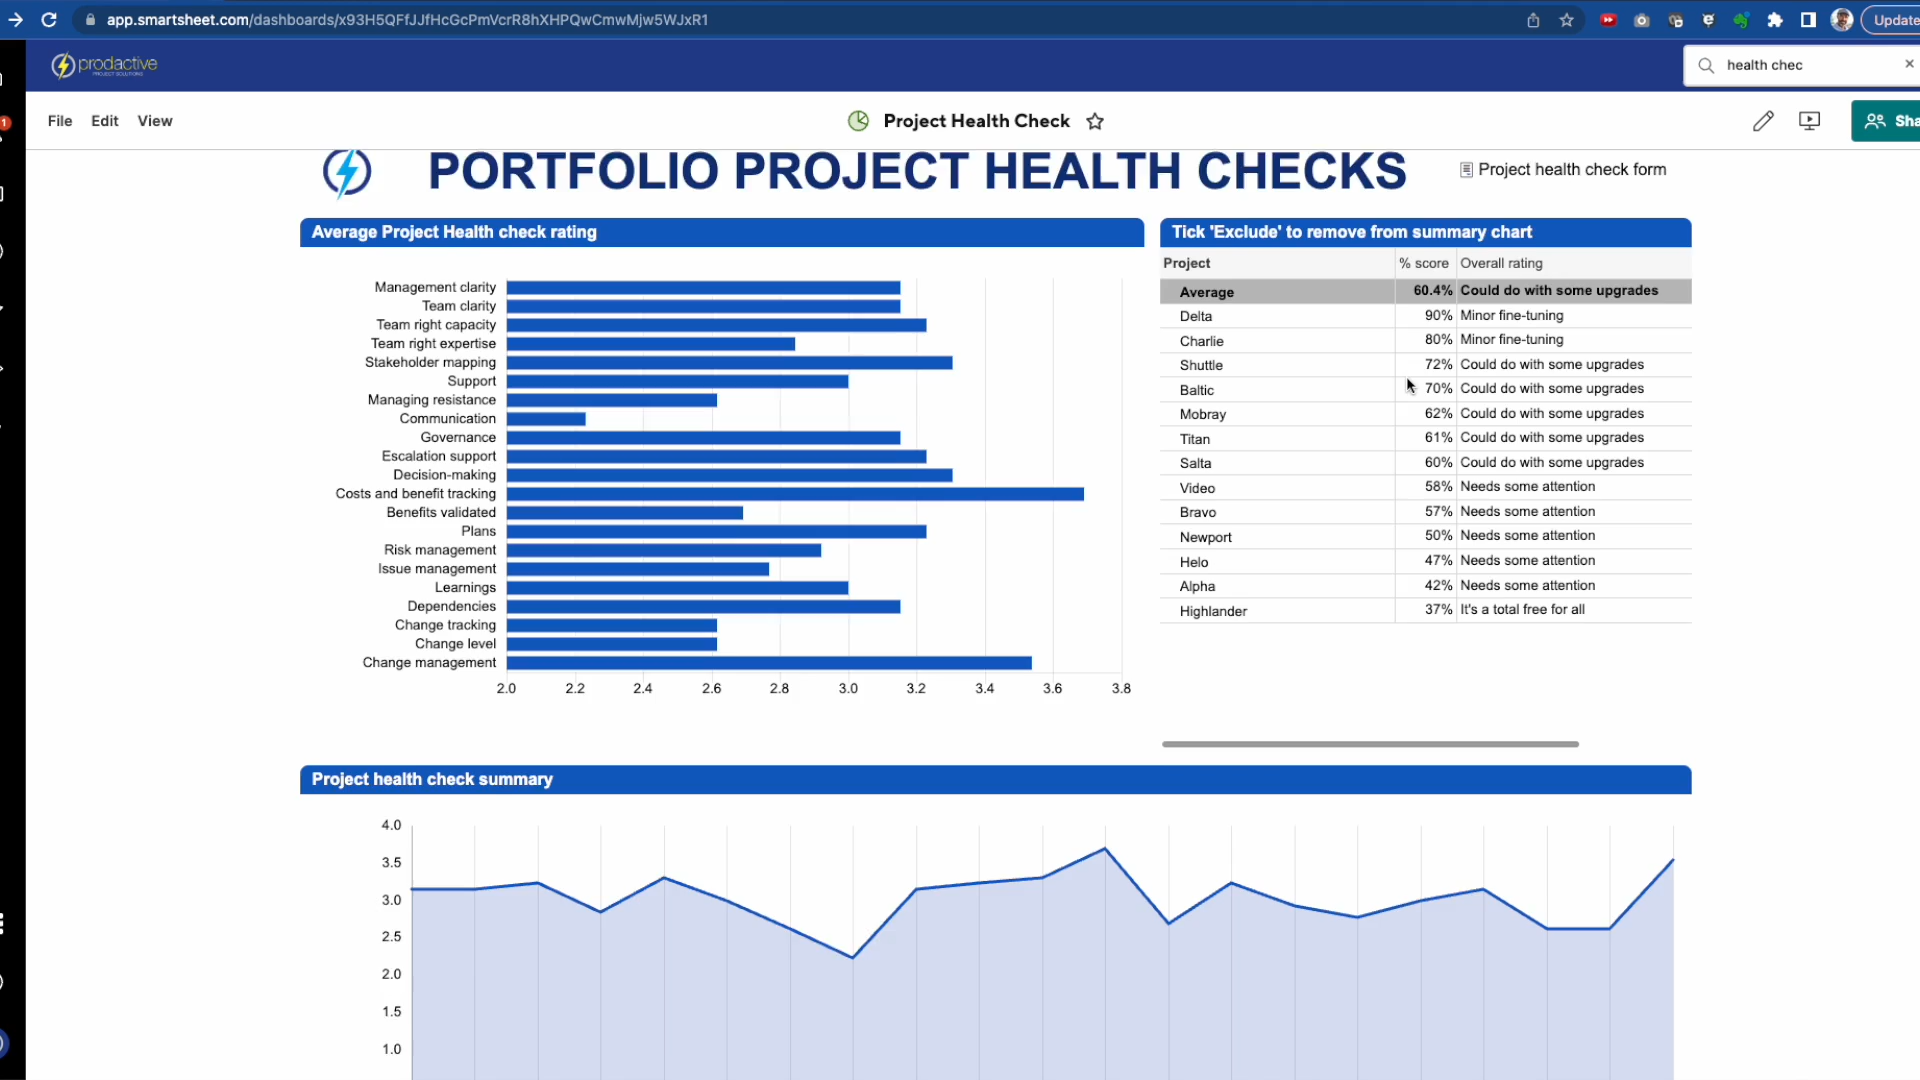 app.smartsheet.com/dashboards/x93H5QFfJJfHcGcPmVcrR8hXHPQwCmwMjw5WJxR1
Update
prodactive
PROJECT SOLUTIONS
health chec
1
File Edit View
Project Health Check
Sha
PORTFOLIO PROJECT HEALTH CHECKS
Project health check form
Average Project Health check rating
Management clarity
Team clarity
Team right capacity
Team right expertise
Stakeholder mapping
Support
Managing resistance
Communication
Governance
Escalation support
Decision-making
Costs and benefit tracking
Benefits validated
Plans
Risk management
Issue management
Learnings
Dependencies
Change tracking
Change level
Change management
2.0 2.2 2.4 2.6 2.8 3.0 3.2 3.4 3.6 3.8
Tick 'Exclude' to remove from summary chart
Project % score Overall rating
Average 60.4% Could do with some upgrades
Delta 90% Minor fine-tuning
Charlie 80% Minor fine-tuning
Shuttle 72% Could do with some upgrades
Baltic 70% Could do with some upgrades
Mobray 62% Could do with some upgrades
Titan 61% Could do with some upgrades
Salta 60% Could do with some upgrades
Video 58% Needs some attention
Bravo 57% Needs some attention
Newport 50% Needs some attention
Helo 47% Needs some attention
Alpha 42% Needs some attention
Highlander 37% It's a total free for all
Project health check summary
4.0
3.5
3.0
2.5
2.0
1.5
1.0